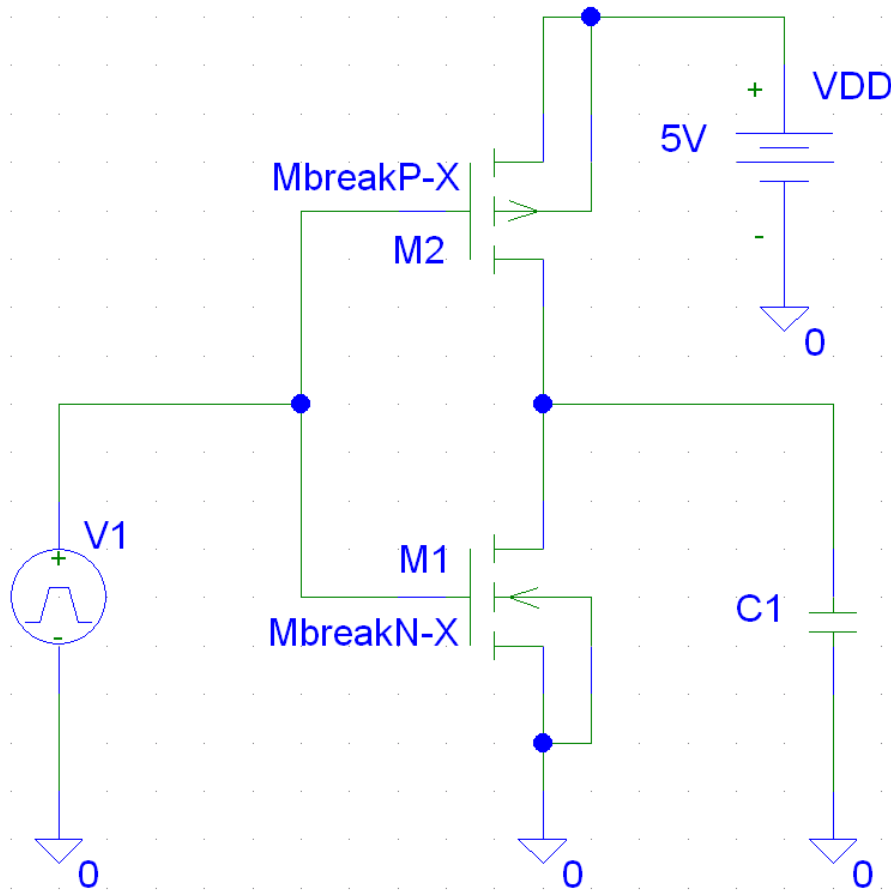 + VDD
5V
MbreakP-X
M2
-
0
V1
+
M1
C1
-
MbreakN-X
0
0
0